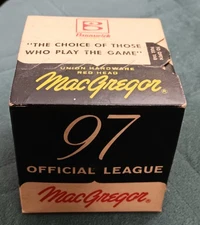 "THE CHOICE OF THOSE
WHO PLAY THE GAME"
UNION HARDWARE
RED HEAD
MacGregor®
97
OFFICIAL LEAGUE
MacGregor®